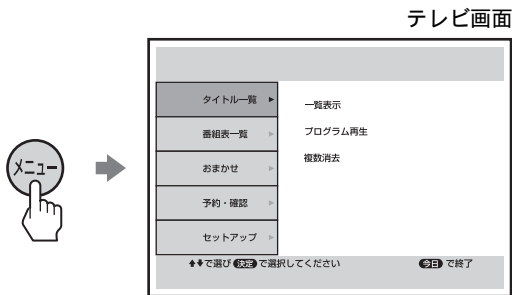 テレビ画面
タイトル一覧
番組表一覧
おまかせ
予約・確認
セットアップ
一覧表示
プログラム再生
複数消去
メニュー
で選び 決定 で選択してください
今日 で終了